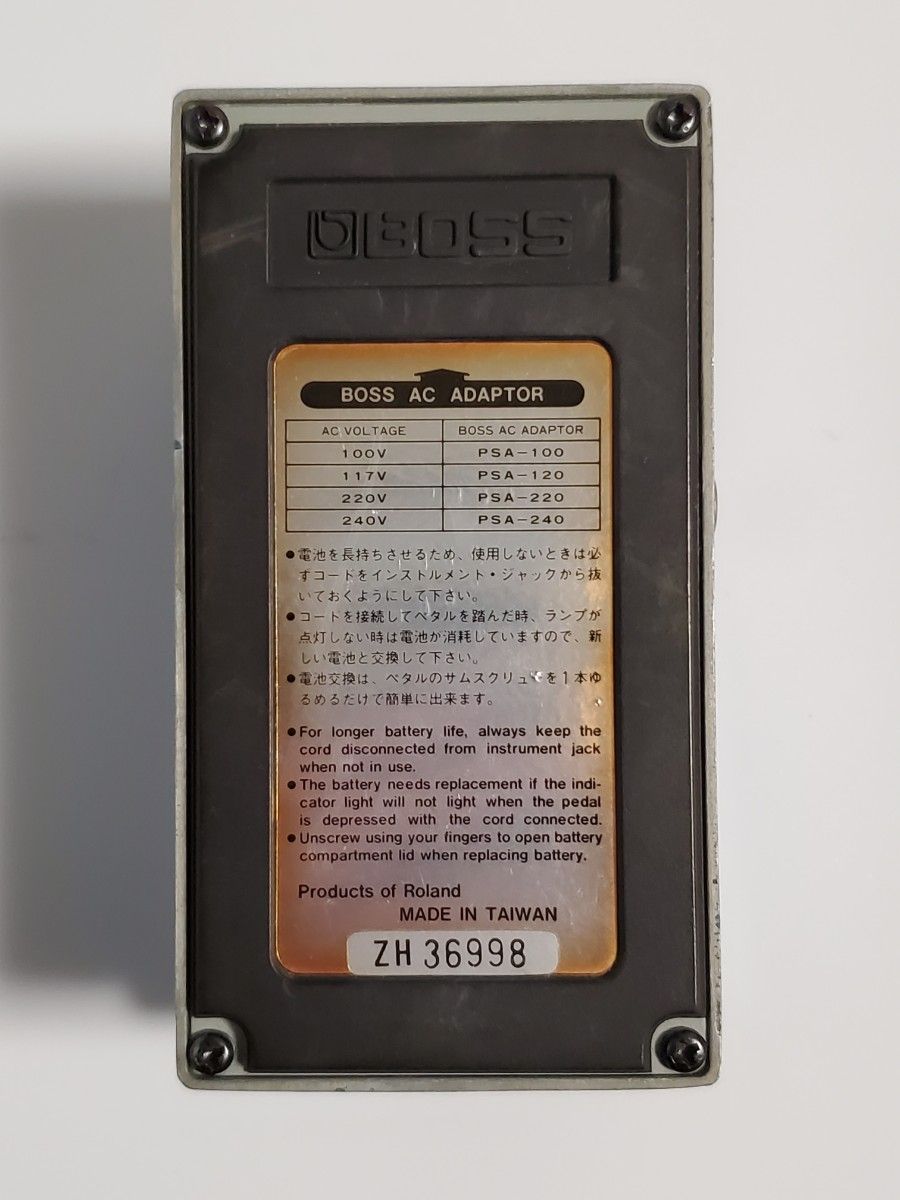 BOSS
BOSS AC ADAPTOR
AC VOLTAGE BOSS AC ADAPTOR
100V PSA-100
117V PSA-120
220V PSA-220
240V PSA-240
●電池を長持ちさせるため、使用しないときは必
ずコードをインストルメント・ジャックから抜
いておくようにして下さい。
●コードを接続してペダルを踏んだ時、ランプが
点灯しない時は電池が消耗していますので、新
しい電池と交換して下さい。
●電池交換は、ペダルのサムスクリューを1本ゆ
るめるだけで簡単に出来ます。
●For longer battery life, always keep the
cord disconnected from instrument jack
when not in use.
●The battery needs replacement if the indi-
cator light will not light when the pedal
is depressed with the cord connected.
●Unscrew using your fingers to open battery
compartment lid when replacing battery.
Products of Roland
MADE IN TAIWAN
ZH 36998